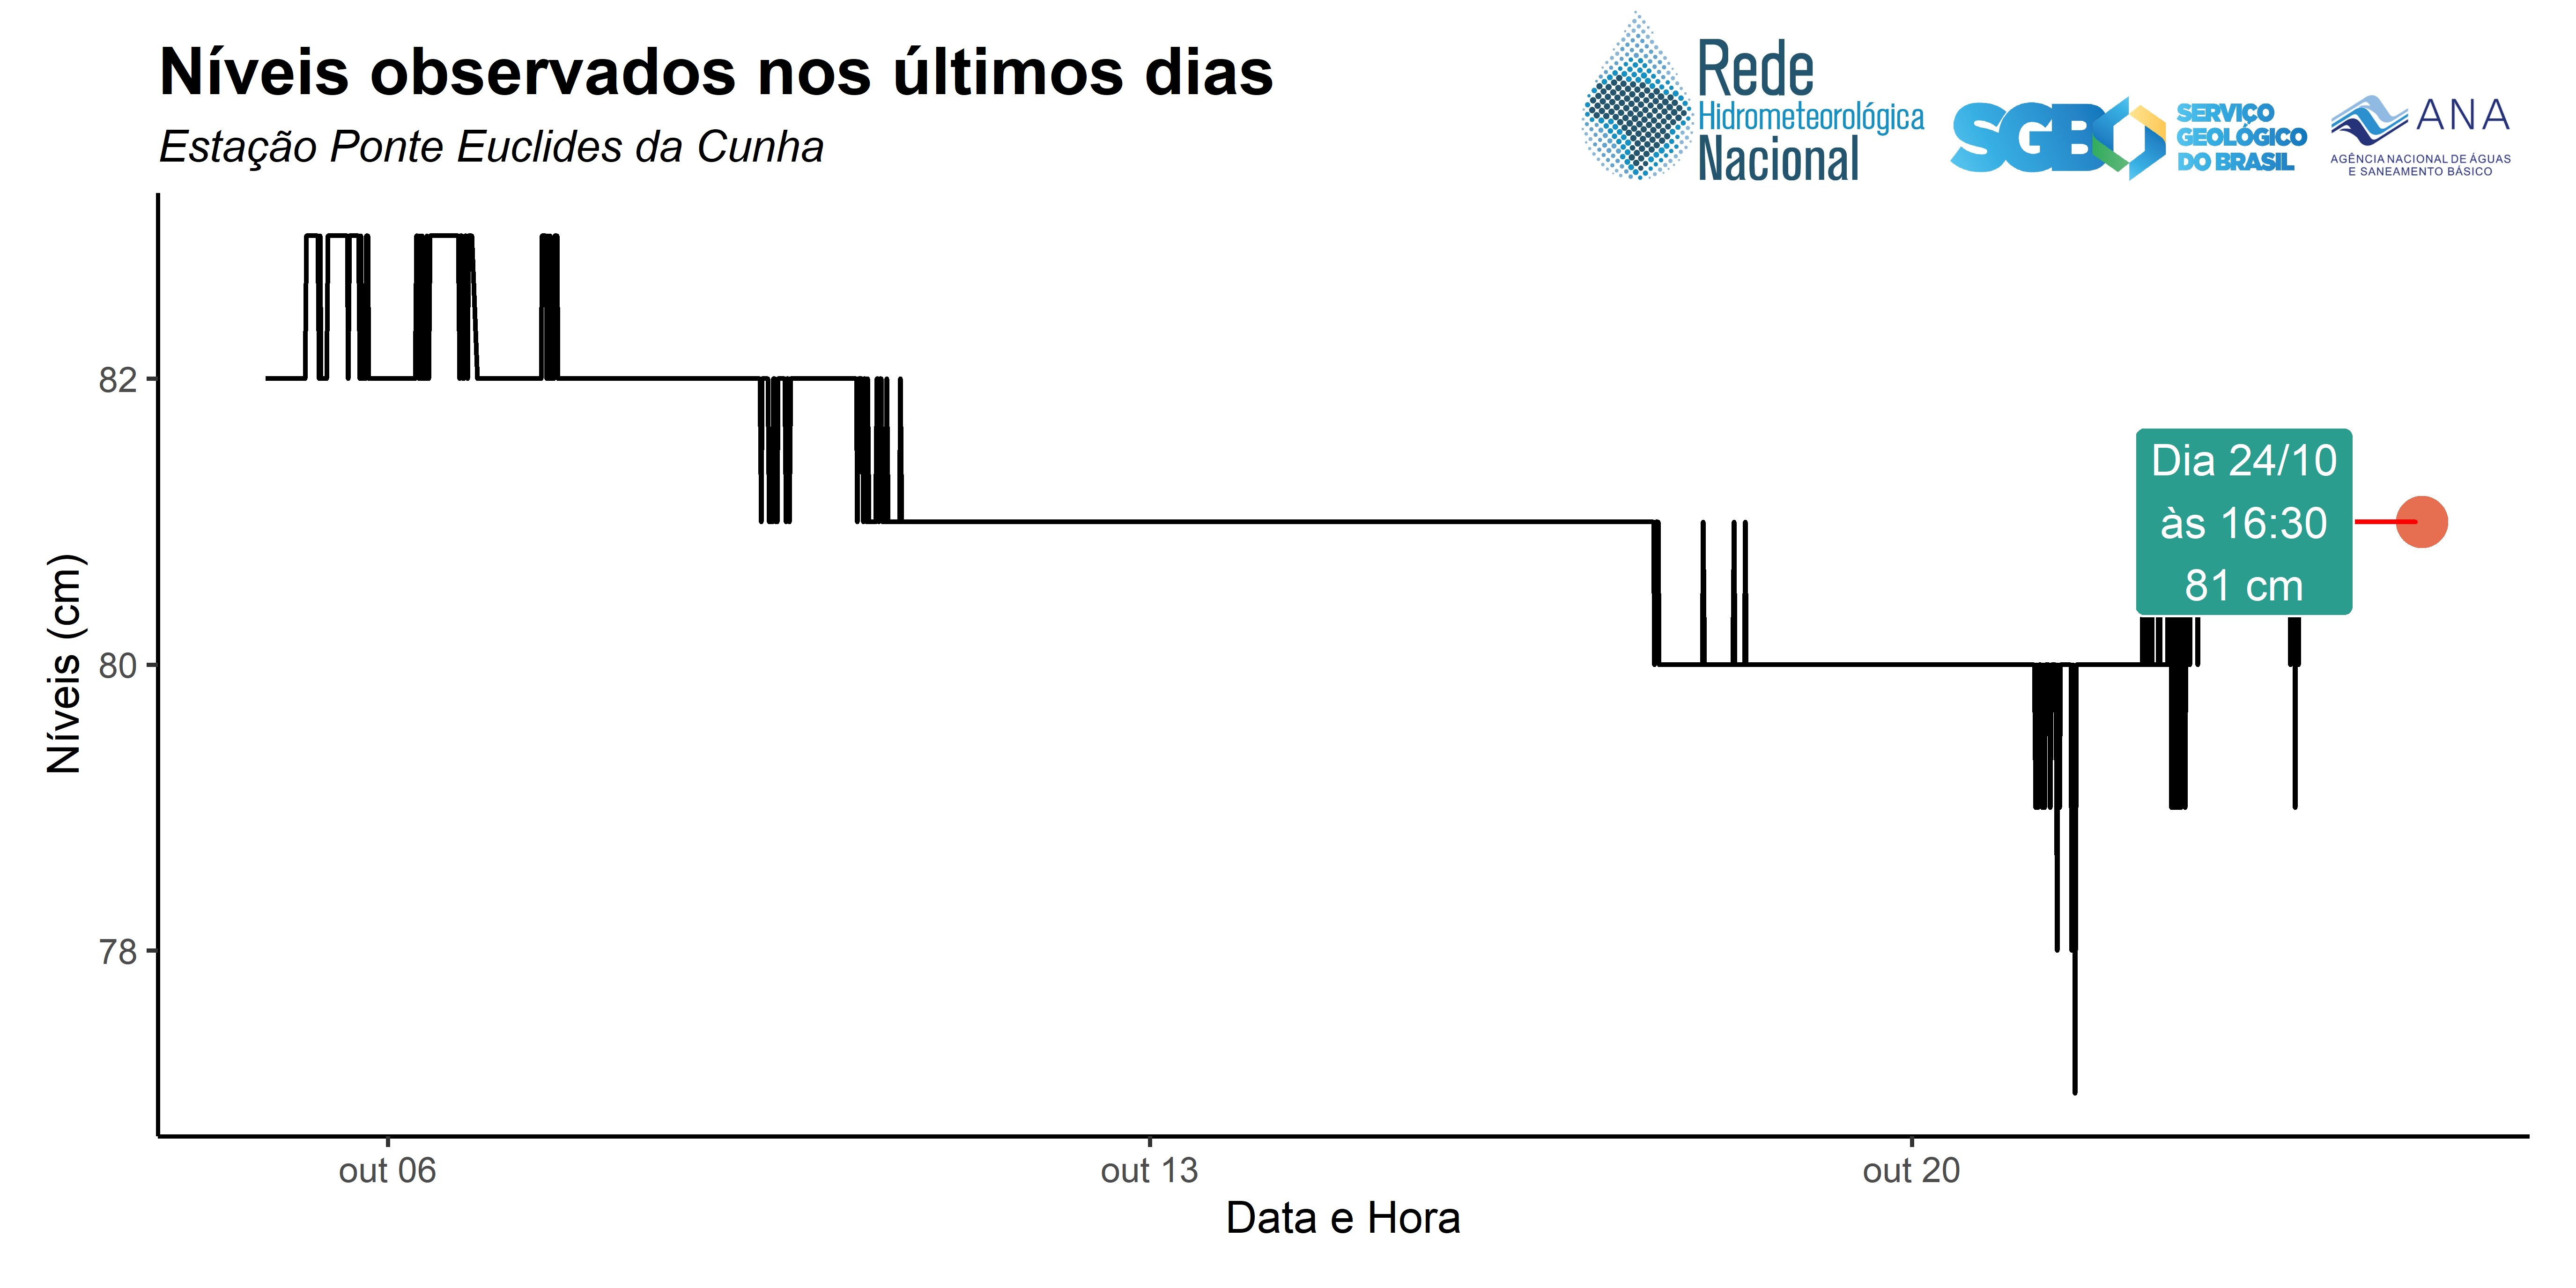 Níveis observados nos últimos dias
Estação Ponte Euclides da Cunha
Rede
Hidrometeorológica
Nacional
SGB
SERVIÇO
GEOLÓGICO
DO BRASIL
ANA
AGÊNCIA NACIONAL DE ÁGUAS
E SANEAMENTO BÁSICO
Níveis (cm)
82
80
78
Dia 24/10
às 16:30
81 cm
out 06
out 13
out 20
Data e Hora